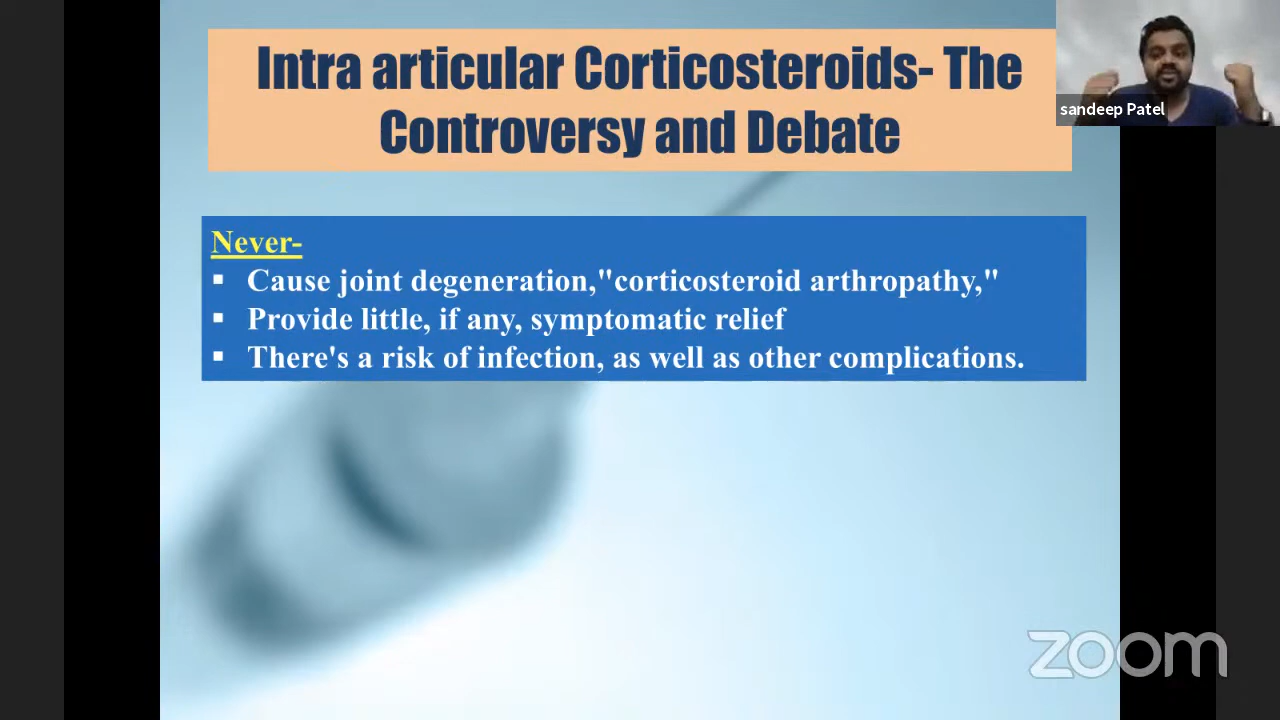 Intra articular Corticosteroids- The
Controversy and Debate
sandeep Patel
Never-
▪ Cause joint degeneration,"corticosteroid arthropathy,"
▪ Provide little, if any, symptomatic relief
▪ There's a risk of infection, as well as other complications.
zoom